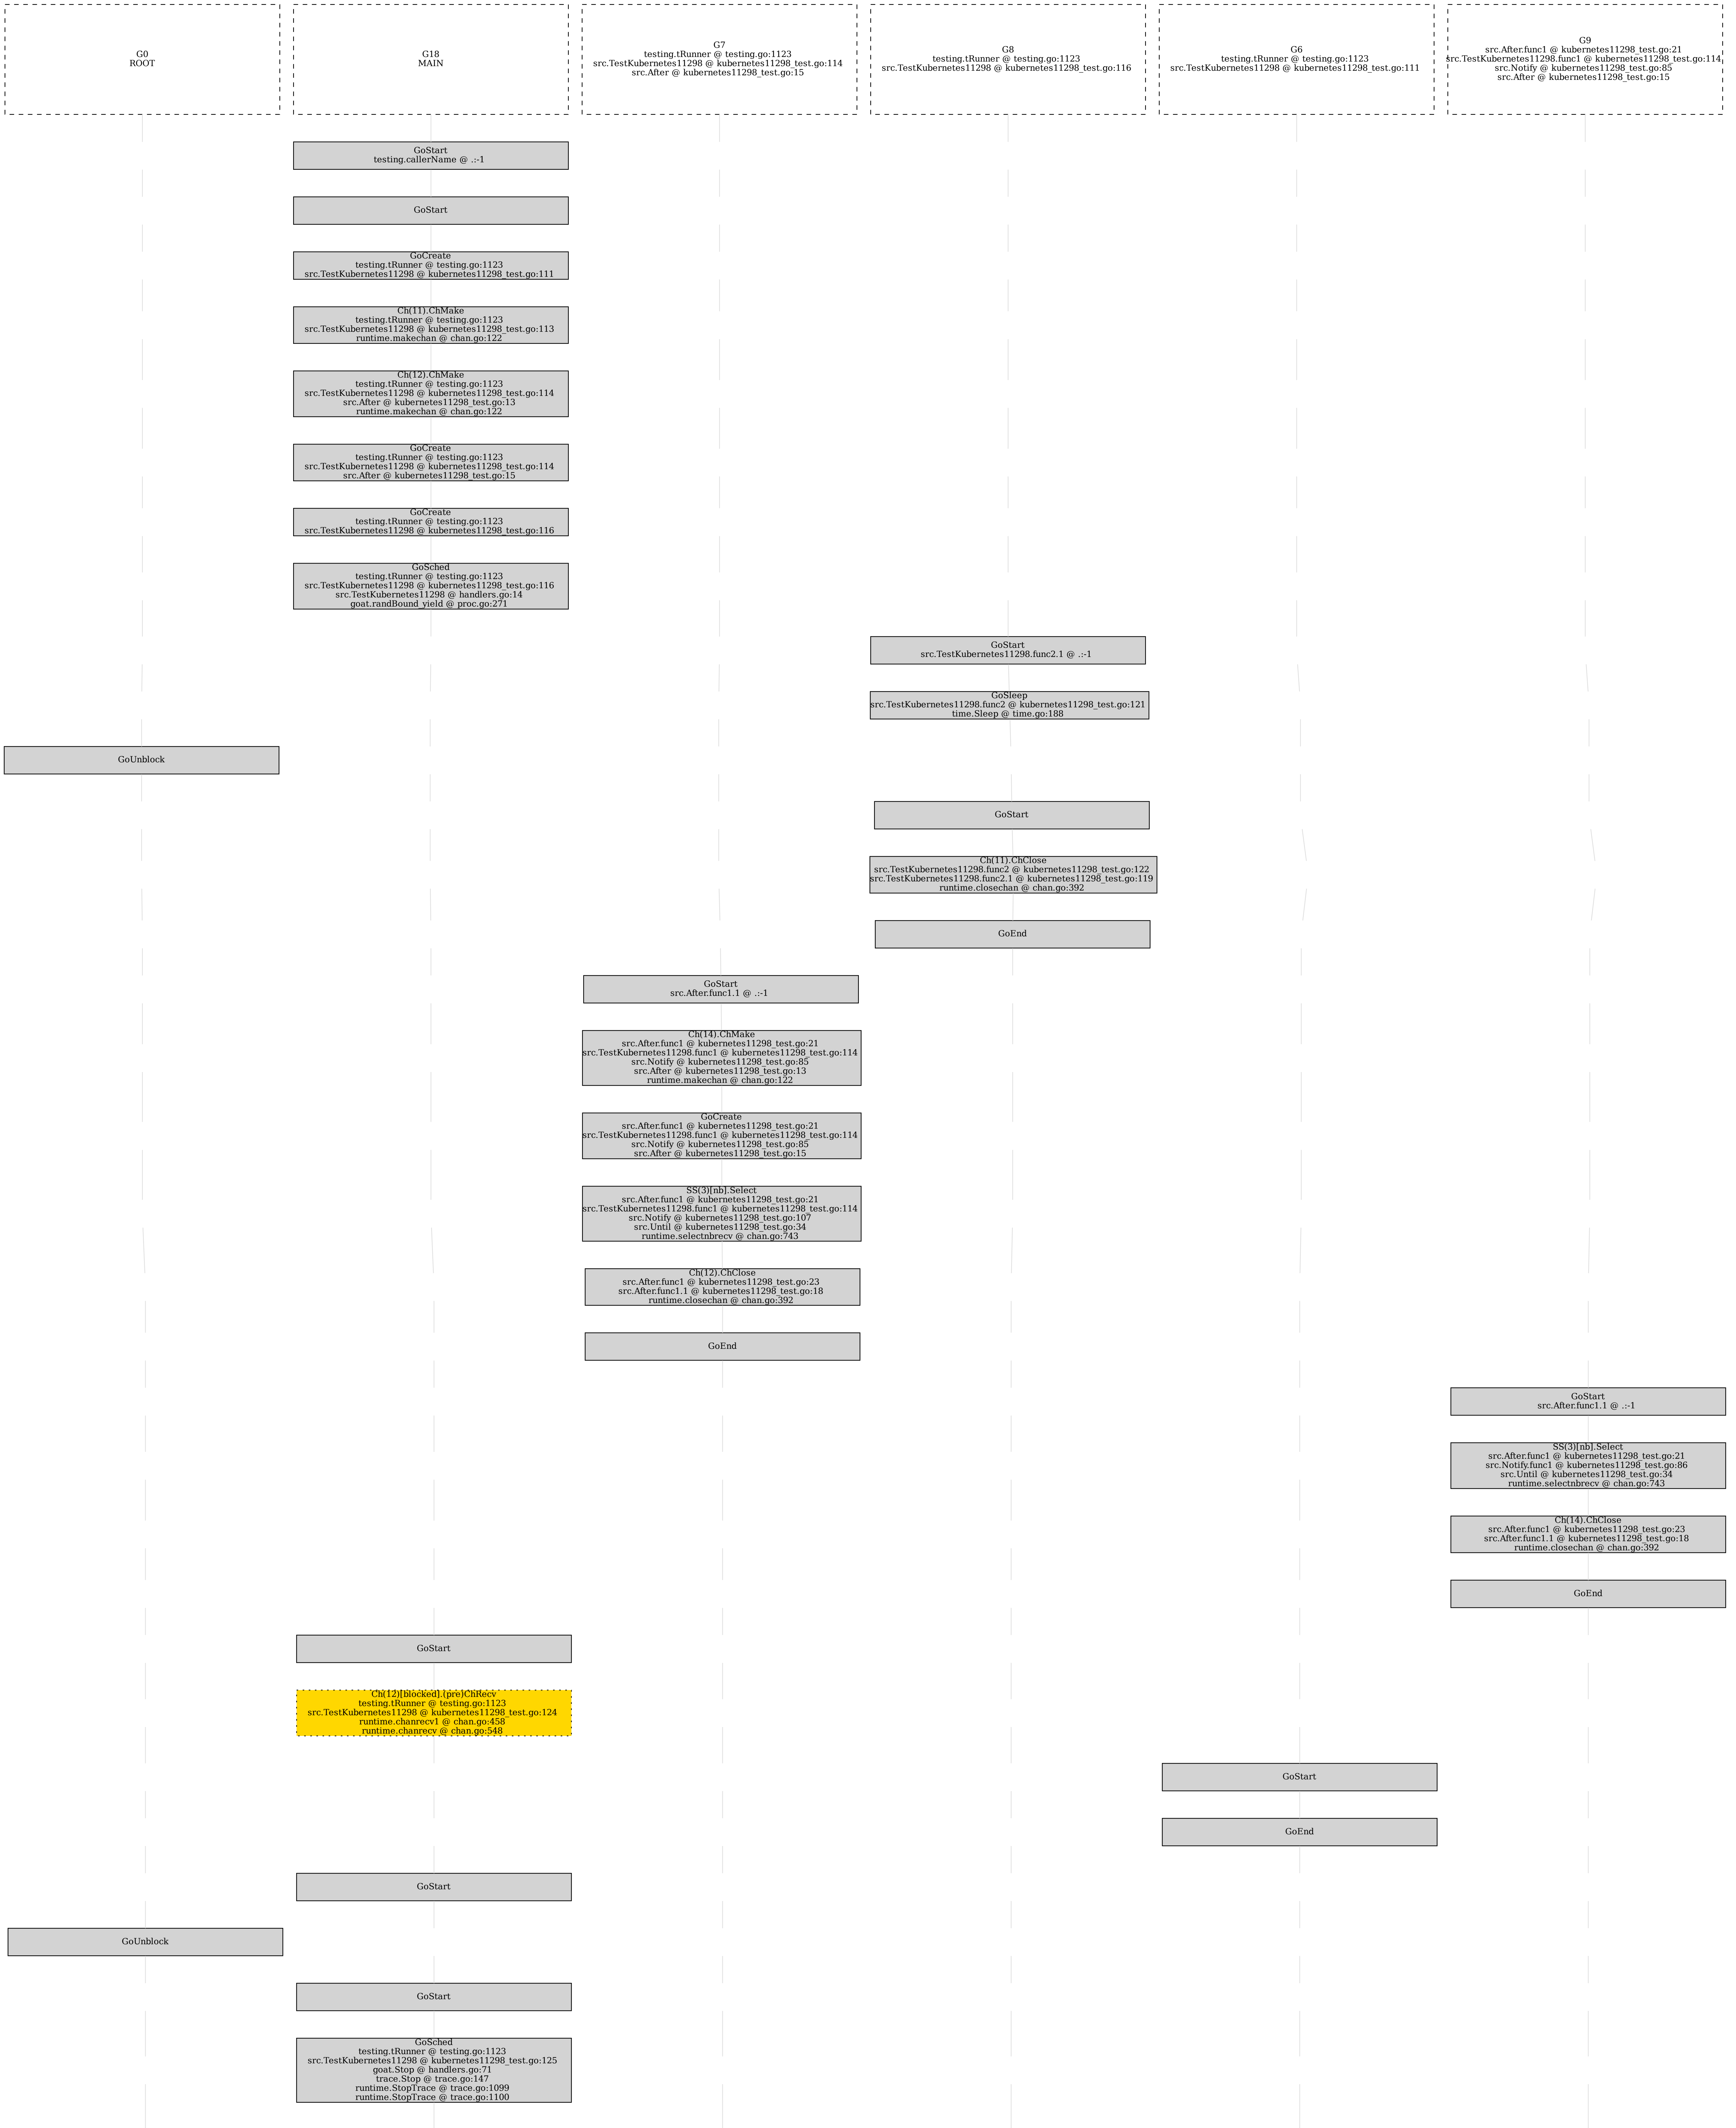 G0
ROOT
G18
MAIN
G7
testing.tRunner @ testing.go:1123
src.TestKubernetes11298 @ kubernetes11298_test.go:114
src.After @ kubernetes11298_test.go:15
G8
testing.tRunner @ testing.go:1123
src.TestKubernetes11298 @ kubernetes11298_test.go:116
G6
testing.tRunner @ testing.go:1123
src.TestKubernetes11298 @ kubernetes11298_test.go:111
G9
src.After.func1 @ kubernetes11298_test.go:21
src.TestKubernetes11298.func1 @ kubernetes11298_test.go:114
src.Notify @ kubernetes11298_test.go:85
src.After @ kubernetes11298_test.go:15
GoStart
testing.callerName @ .:-1
GoStart
GoCreate
testing.tRunner @ testing.go:1123
src.TestKubernetes11298 @ kubernetes11298_test.go:111
Ch(11).ChMake
testing.tRunner @ testing.go:1123
src.TestKubernetes11298 @ kubernetes11298_test.go:113
runtime.makechan @ chan.go:122
Ch(12).ChMake
testing.tRunner @ testing.go:1123
src.TestKubernetes11298 @ kubernetes11298_test.go:114
src.After @ kubernetes11298_test.go:13
runtime.makechan @ chan.go:122
GoCreate
testing.tRunner @ testing.go:1123
src.TestKubernetes11298 @ kubernetes11298_test.go:114
src.After @ kubernetes11298_test.go:15
GoCreate
testing.tRunner @ testing.go:1123
src.TestKubernetes11298 @ kubernetes11298_test.go:116
GoSched
testing.tRunner @ testing.go:1123
src.TestKubernetes11298 @ kubernetes11298_test.go:116
src.TestKubernetes11298 @ handlers.go:14
goat.randBound_yield @ proc.go:271
GoStart
src.TestKubernetes11298.func2.1 @ .:-1
GoSleep
src.TestKubernetes11298.func2 @ kubernetes11298_test.go:121
time.Sleep @ time.go:188
GoUnblock
GoStart
Ch(11).ChClose
src.TestKubernetes11298.func2 @ kubernetes11298_test.go:122
src.TestKubernetes11298.func2.1 @ kubernetes11298_test.go:119
runtime.closechan @ chan.go:392
GoEnd
GoStart
src.After.func1.1 @ .:-1
Ch(14).ChMake
src.After.func1 @ kubernetes11298_test.go:21
src.TestKubernetes11298.func1 @ kubernetes11298_test.go:114
src.Notify @ kubernetes11298_test.go:85
src.After @ kubernetes11298_test.go:13
runtime.makechan @ chan.go:122
GoCreate
src.After.func1 @ kubernetes11298_test.go:21
src.TestKubernetes11298.func1 @ kubernetes11298_test.go:114
src.Notify @ kubernetes11298_test.go:85
src.After @ kubernetes11298_test.go:15
SS(3)[nb].Select
src.After.func1 @ kubernetes11298_test.go:21
src.TestKubernetes11298.func1 @ kubernetes11298_test.go:114
src.Notify @ kubernetes11298_test.go:107
src.Until @ kubernetes11298_test.go:34
runtime.selectnbrecv @ chan.go:743
Ch(12).ChClose
src.After.func1 @ kubernetes11298_test.go:23
src.After.func1.1 @ kubernetes11298_test.go:18
runtime.closechan @ chan.go:392
GoEnd
GoStart
src.After.func1.1 @ .:-1
SS(3)[nb].Select
src.After.func1 @ kubernetes11298_test.go:21
src.Notify.func1 @ kubernetes11298_test.go:86
src.Until @ kubernetes11298_test.go:34
runtime.selectnbrecv @ chan.go:743
Ch(14).ChClose
src.After.func1 @ kubernetes11298_test.go:23
src.After.func1.1 @ kubernetes11298_test.go:18
runtime.closechan @ chan.go:392
GoEnd
GoStart
Ch(12)[blocked].(pre)ChRecv
testing.tRunner @ testing.go:1123
src.TestKubernetes11298 @ kubernetes11298_test.go:124
runtime.chanrecv1 @ chan.go:458
runtime.chanrecv @ chan.go:548
GoStart
GoEnd
GoStart
GoUnblock
GoStart
GoSched
testing.tRunner @ testing.go:1123
src.TestKubernetes11298 @ kubernetes11298_test.go:125
goat.Stop @ handlers.go:71
trace.Stop @ trace.go:147
runtime.StopTrace @ trace.go:1099
runtime.StopTrace @ trace.go:1100